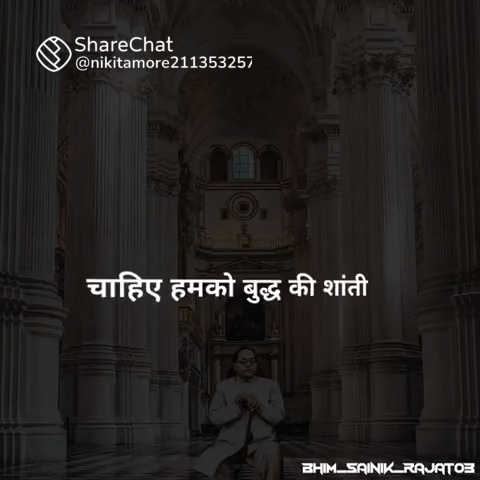 ShareChat
@nikitamore211353257
चाहिए हमको बुद्ध की शांती
BHIM_SAINIK_RAJAT03